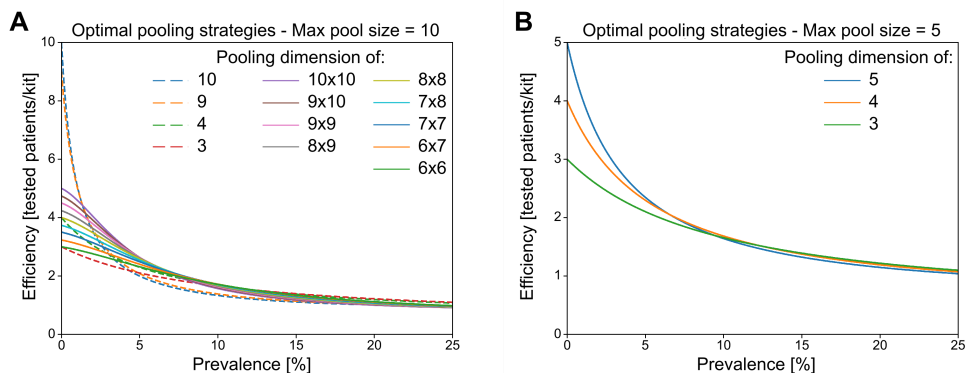 A
Optimal pooling strategies - Max pool size = 10
Pooling dimension of:
10
9
4
3
10x10
9x10
9x9
8x9
8x8
7x8
7x7
6x7
6x6
Efficiency [tested patients/kit]
10
8
6
4
2
0
0
5
10
15
20
25
Prevalence [%]
B
Optimal pooling strategies - Max pool size = 5
Pooling dimension of:
5
4
3
Efficiency [tested patients/kit]
5
4
3
2
1
0
0
5
10
15
20
25
Prevalence [%]